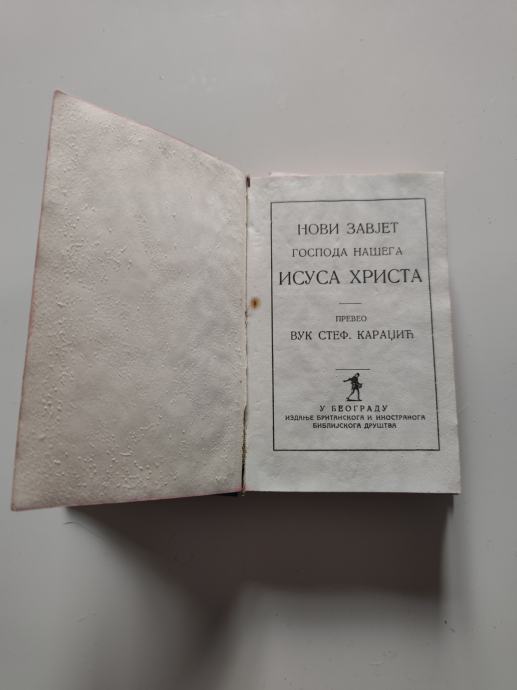 НОВИ ЗАВЈЕТ
ГОСПОДА НАШЕГА
ИСУСА ХРИСТА
ПРЕВЕО
ВУК СТЕФ. КАРАЏИЋ
У БЕОГРАДУ
ИЗДАЊЕ БРИТАНСКОГА И ИНОСТРАНОГА
БИБЛИЈСКОГА ДРУШТВА